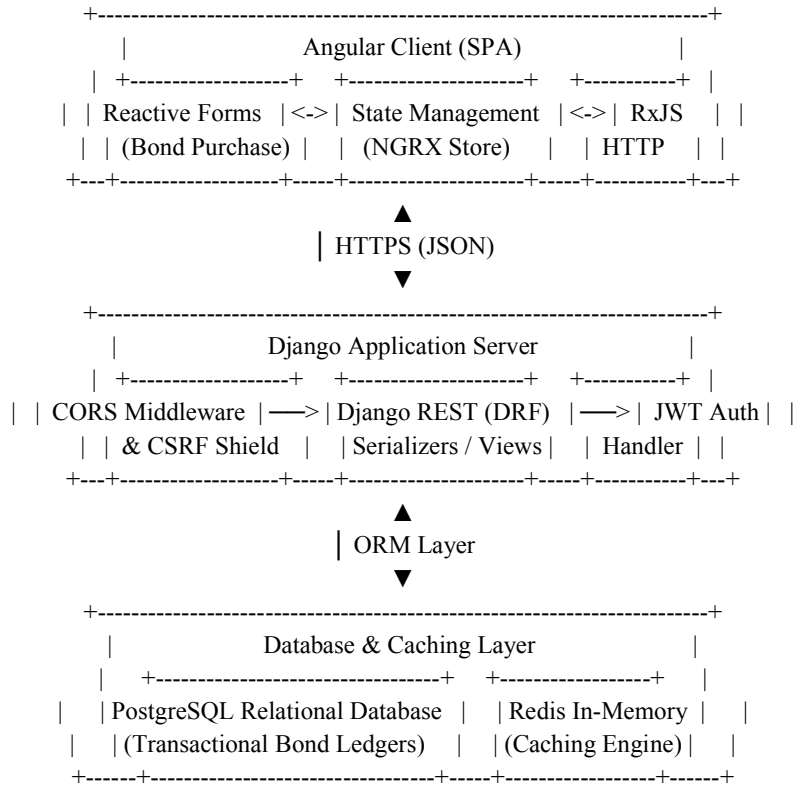 +----------------------------------------------------------------------+
| Angular Client (SPA) |
| +-------------------+ +---------------------+ +-----------+ |
| | Reactive Forms |<->| State Management |<->| RxJS | |
| | (Bond Purchase) | | (NGRX Store) | | HTTP | |
+---+-------------------+-----+---------------------+-----+-----------+---+
▲
│ HTTPS (JSON)
▼
+----------------------------------------------------------------------+
| Django Application Server |
| +-------------------+ +---------------------+ +-----------+ |
| | CORS Middleware | ──> | Django REST (DRF) | ──> | JWT Auth | |
| | & CSRF Shield | | Serializers / Views | | Handler | |
+---+-------------------+-----+---------------------+-----+-----------+---+
▲
│ ORM Layer
▼
+----------------------------------------------------------------------+
| Database & Caching Layer |
| +----------------------------------+ +------------------+ |
| | PostgreSQL Relational Database | | Redis In-Memory | |
| | (Transactional Bond Ledgers) | | (Caching Engine) | |
+------+----------------------------------+-----+------------------+------+